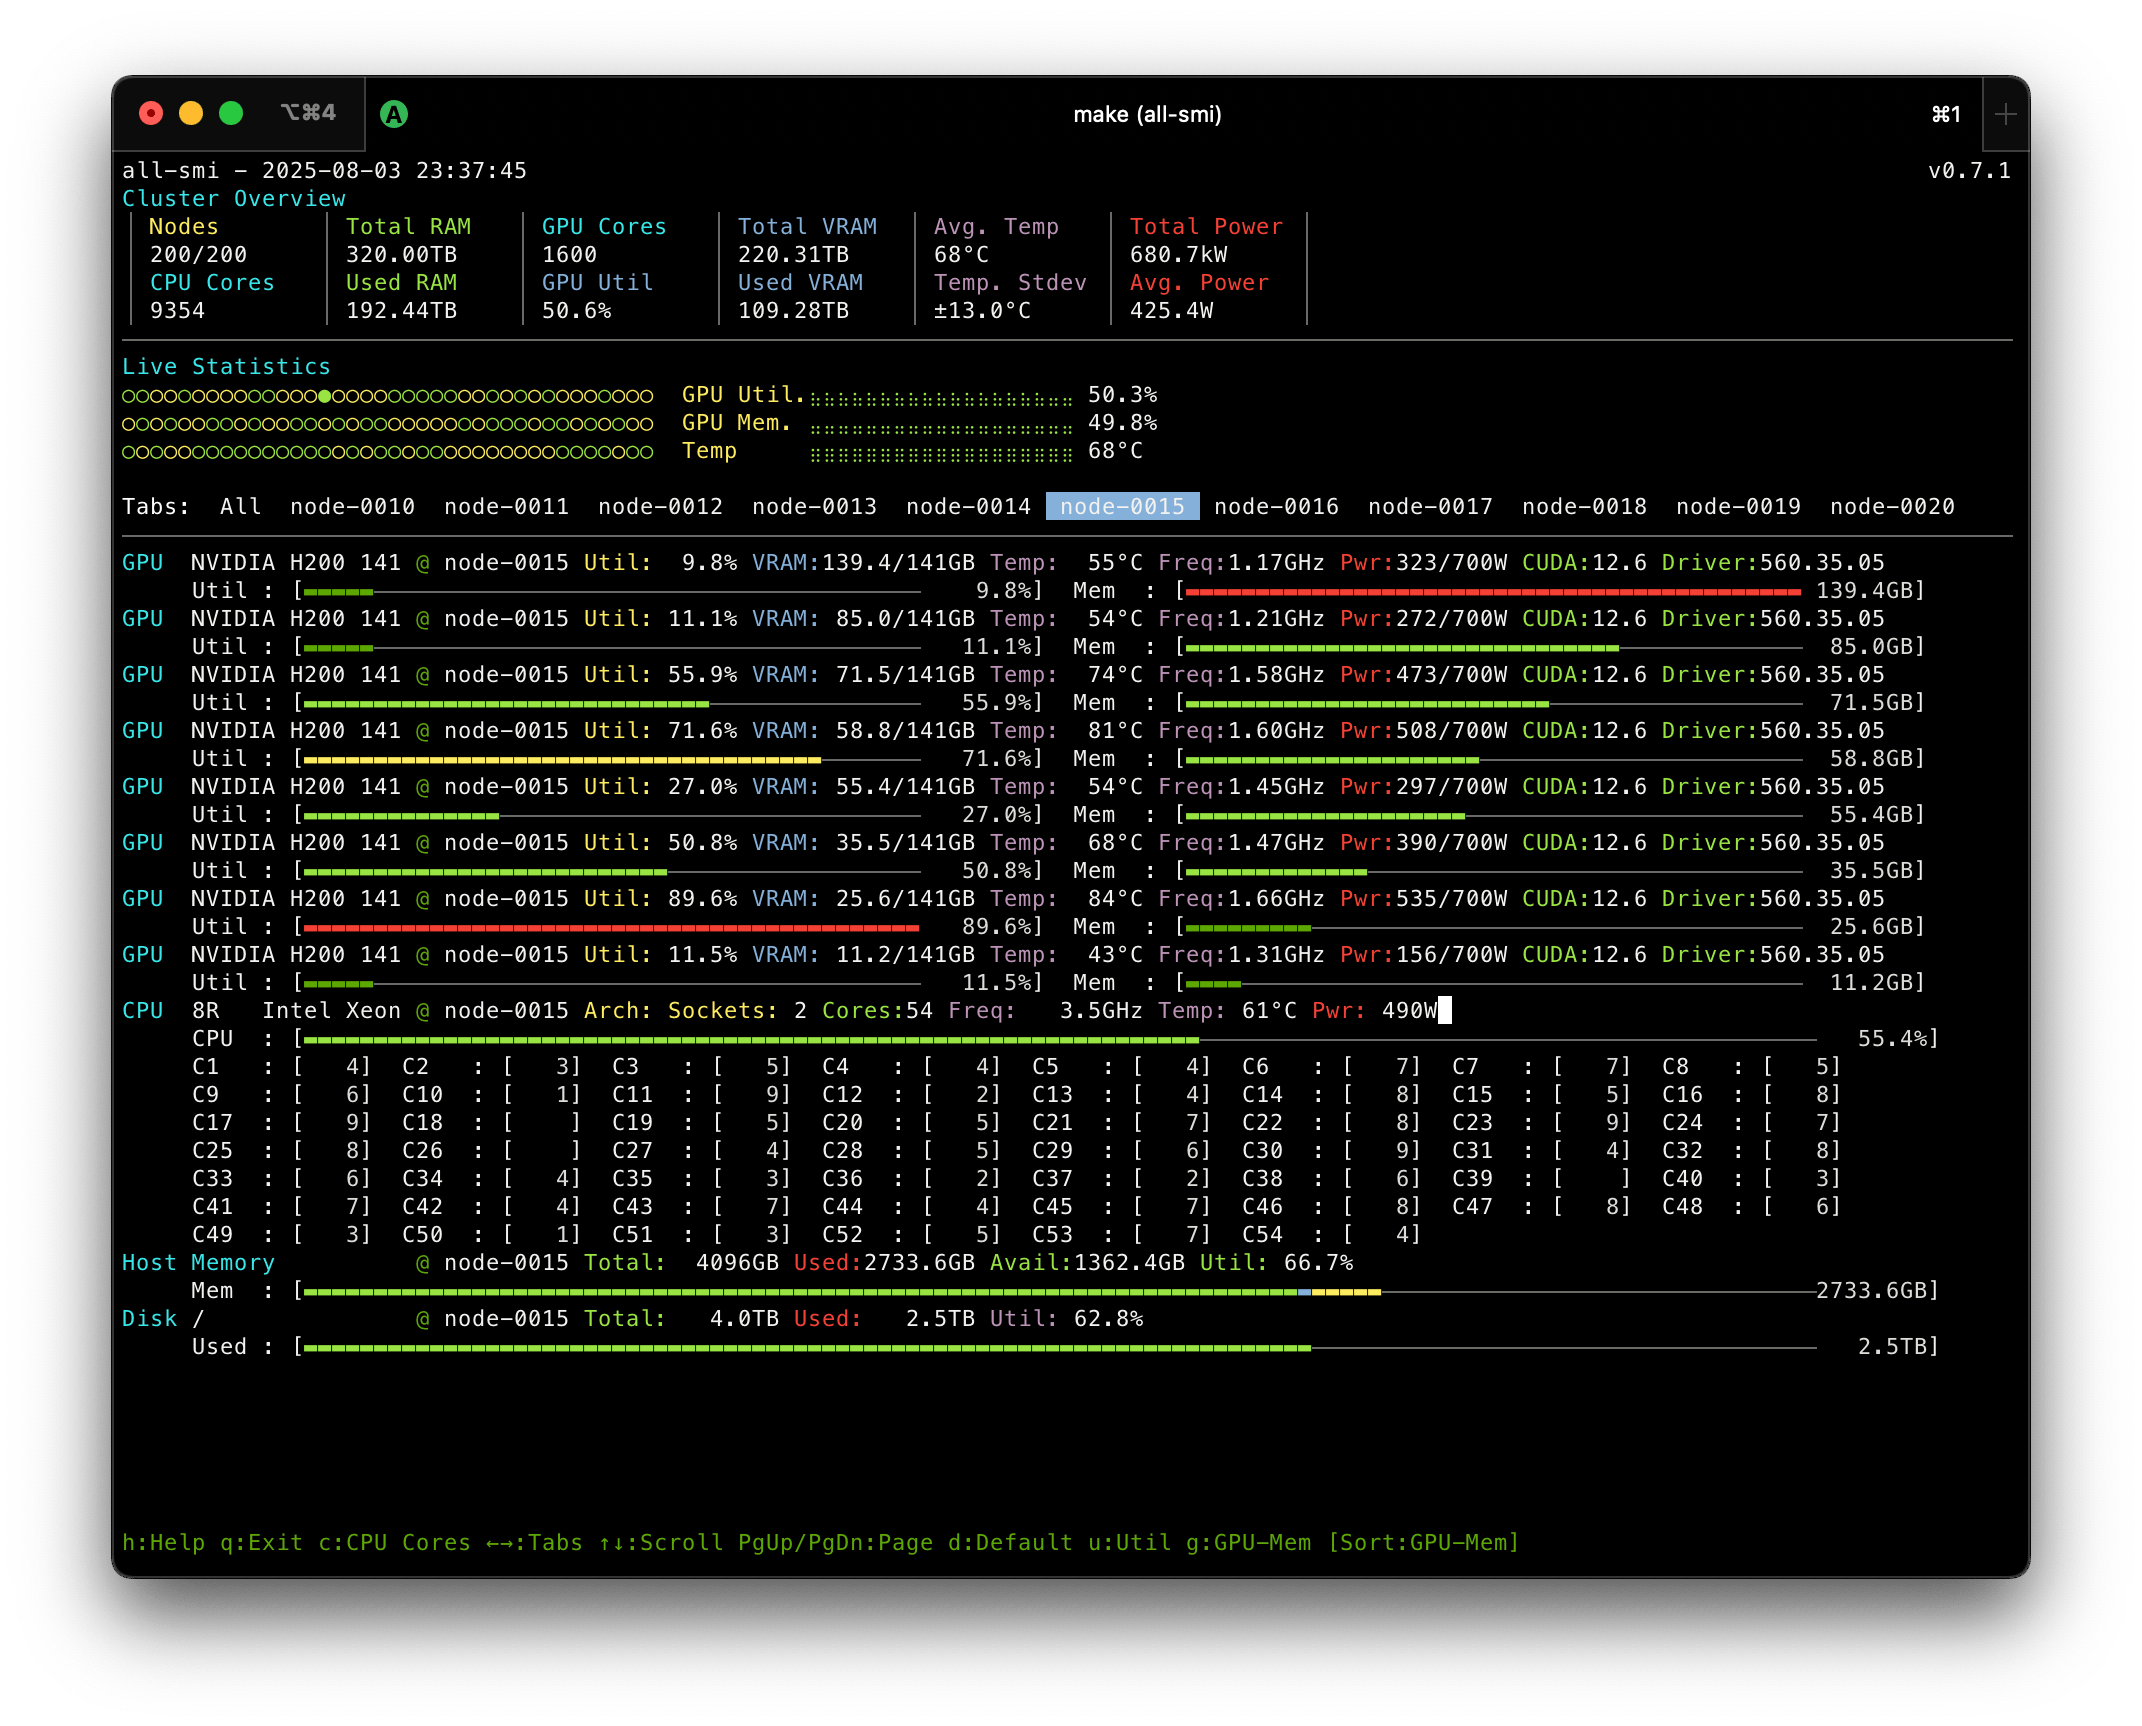 ⌥⌘4 A make (all-smi) ⌘1 +
all-smi - 2025-08-03 23:37:45 v0.7.1
Cluster Overview
Nodes Total RAM GPU Cores Total VRAM Avg. Temp Total Power
200/200 320.00TB 1600 220.31TB 68°C 680.7kW
CPU Cores Used RAM GPU Util Used VRAM Temp. Stdev Avg. Power
9354 192.44TB 50.6% 109.28TB ±13.0°C 425.4W
Live Statistics
GPU Util. 50.3%
GPU Mem. 49.8%
Temp 68°C
Tabs: All node-0010 node-0011 node-0012 node-0013 node-0014 node-0015 node-0016 node-0017 node-0018 node-0019 node-0020
GPU NVIDIA H200 141 @ node-0015 Util: 9.8% VRAM:139.4/141GB Temp: 55°C Freq:1.17GHz Pwr:323/700W CUDA:12.6 Driver:560.35.05
Util : [ 9.8%] Mem : [ 139.4GB]
GPU NVIDIA H200 141 @ node-0015 Util: 11.1% VRAM: 85.0/141GB Temp: 54°C Freq:1.21GHz Pwr:272/700W CUDA:12.6 Driver:560.35.05
Util : [ 11.1%] Mem : [ 85.0GB]
GPU NVIDIA H200 141 @ node-0015 Util: 55.9% VRAM: 71.5/141GB Temp: 74°C Freq:1.58GHz Pwr:473/700W CUDA:12.6 Driver:560.35.05
Util : [ 55.9%] Mem : [ 71.5GB]
GPU NVIDIA H200 141 @ node-0015 Util: 71.6% VRAM: 58.8/141GB Temp: 81°C Freq:1.60GHz Pwr:508/700W CUDA:12.6 Driver:560.35.05
Util : [ 71.6%] Mem : [ 58.8GB]
GPU NVIDIA H200 141 @ node-0015 Util: 27.0% VRAM: 55.4/141GB Temp: 54°C Freq:1.45GHz Pwr:297/700W CUDA:12.6 Driver:560.35.05
Util : [ 27.0%] Mem : [ 55.4GB]
GPU NVIDIA H200 141 @ node-0015 Util: 50.8% VRAM: 35.5/141GB Temp: 68°C Freq:1.47GHz Pwr:390/700W CUDA:12.6 Driver:560.35.05
Util : [ 50.8%] Mem : [ 35.5GB]
GPU NVIDIA H200 141 @ node-0015 Util: 89.6% VRAM: 25.6/141GB Temp: 84°C Freq:1.66GHz Pwr:535/700W CUDA:12.6 Driver:560.35.05
Util : [ 89.6%] Mem : [ 25.6GB]
GPU NVIDIA H200 141 @ node-0015 Util: 11.5% VRAM: 11.2/141GB Temp: 43°C Freq:1.31GHz Pwr:156/700W CUDA:12.6 Driver:560.35.05
Util : [ 11.5%] Mem : [ 11.2GB]
CPU 8R Intel Xeon @ node-0015 Arch: Sockets: 2 Cores:54 Freq: 3.5GHz Temp: 61°C Pwr: 490W
CPU : [ 55.4%]
C1 : [ 4] C2 : [ 3] C3 : [ 5] C4 : [ 4] C5 : [ 4] C6 : [ 7] C7 : [ 7] C8 : [ 5]
C9 : [ 6] C10 : [ 1] C11 : [ 9] C12 : [ 2] C13 : [ 4] C14 : [ 8] C15 : [ 5] C16 : [ 8]
C17 : [ 9] C18 : [ ] C19 : [ 5] C20 : [ 5] C21 : [ 7] C22 : [ 8] C23 : [ 9] C24 : [ 7]
C25 : [ 8] C26 : [ ] C27 : [ 4] C28 : [ 5] C29 : [ 6] C30 : [ 9] C31 : [ 4] C32 : [ 8]
C33 : [ 6] C34 : [ 4] C35 : [ 3] C36 : [ 2] C37 : [ 2] C38 : [ 6] C39 : [ ] C40 : [ 3]
C41 : [ 7] C42 : [ 4] C43 : [ 7] C44 : [ 4] C45 : [ 7] C46 : [ 8] C47 : [ 8] C48 : [ 6]
C49 : [ 3] C50 : [ 1] C51 : [ 3] C52 : [ 5] C53 : [ 7] C54 : [ 4]
Host Memory @ node-0015 Total: 4096GB Used:2733.6GB Avail:1362.4GB Util: 66.7%
Mem : [ 2733.6GB]
Disk / @ node-0015 Total: 4.0TB Used: 2.5TB Util: 62.8%
Used : [ 2.5TB]
h:Help q:Exit c:CPU Cores ←→:Tabs ↑↓:Scroll PgUp/PgDn:Page d:Default u:Util g:GPU-Mem [Sort:GPU-Mem]